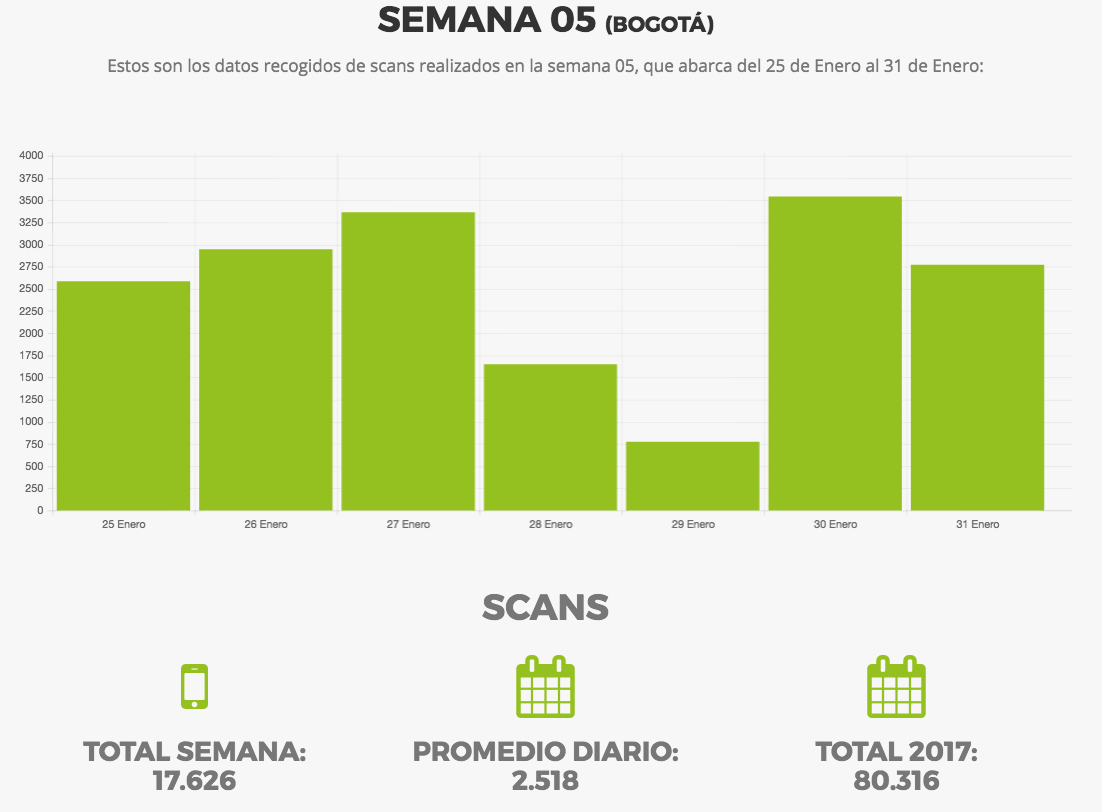 SEMANA 05 (BOGOTÁ)
Estos son los datos recogidos de scans realizados en la semana 05, que abarca del 25 de Enero al 31 de Enero:
4000
3750
3500
3250
3000
2750
2500
2250
2000
1750
1500
1250
1000
750
500
250
0
25 Enero 26 Enero 27 Enero 28 Enero 29 Enero 30 Enero 31 Enero
SCANS
TOTAL SEMANA: PROMEDIO DIARIO: TOTAL 2017:
17.626 2.518 80.316